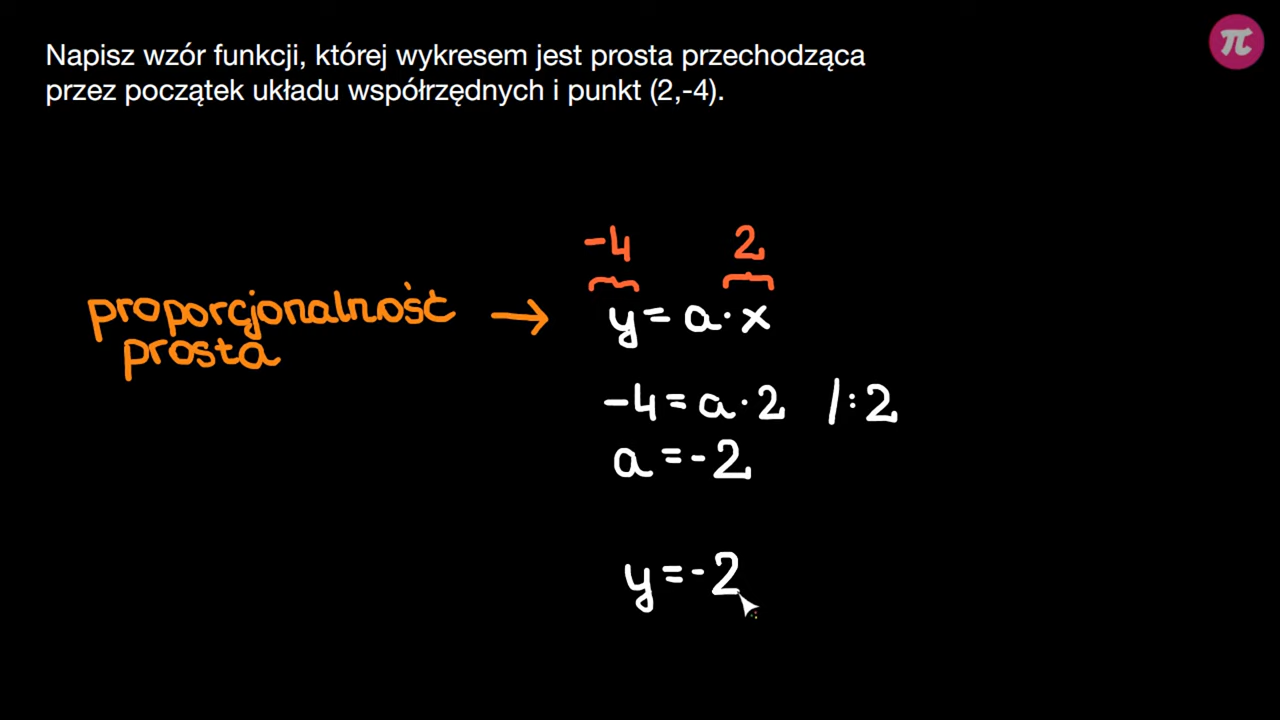 Napisz wzór funkcji, której wykresem jest prosta przechodząca
przez początek układu współrzędnych i punkt (2,-4).
π
-4 2
proporcjonalność → y = a · x
prosta
-4 = a · 2 /: 2
a = -2
y = -2